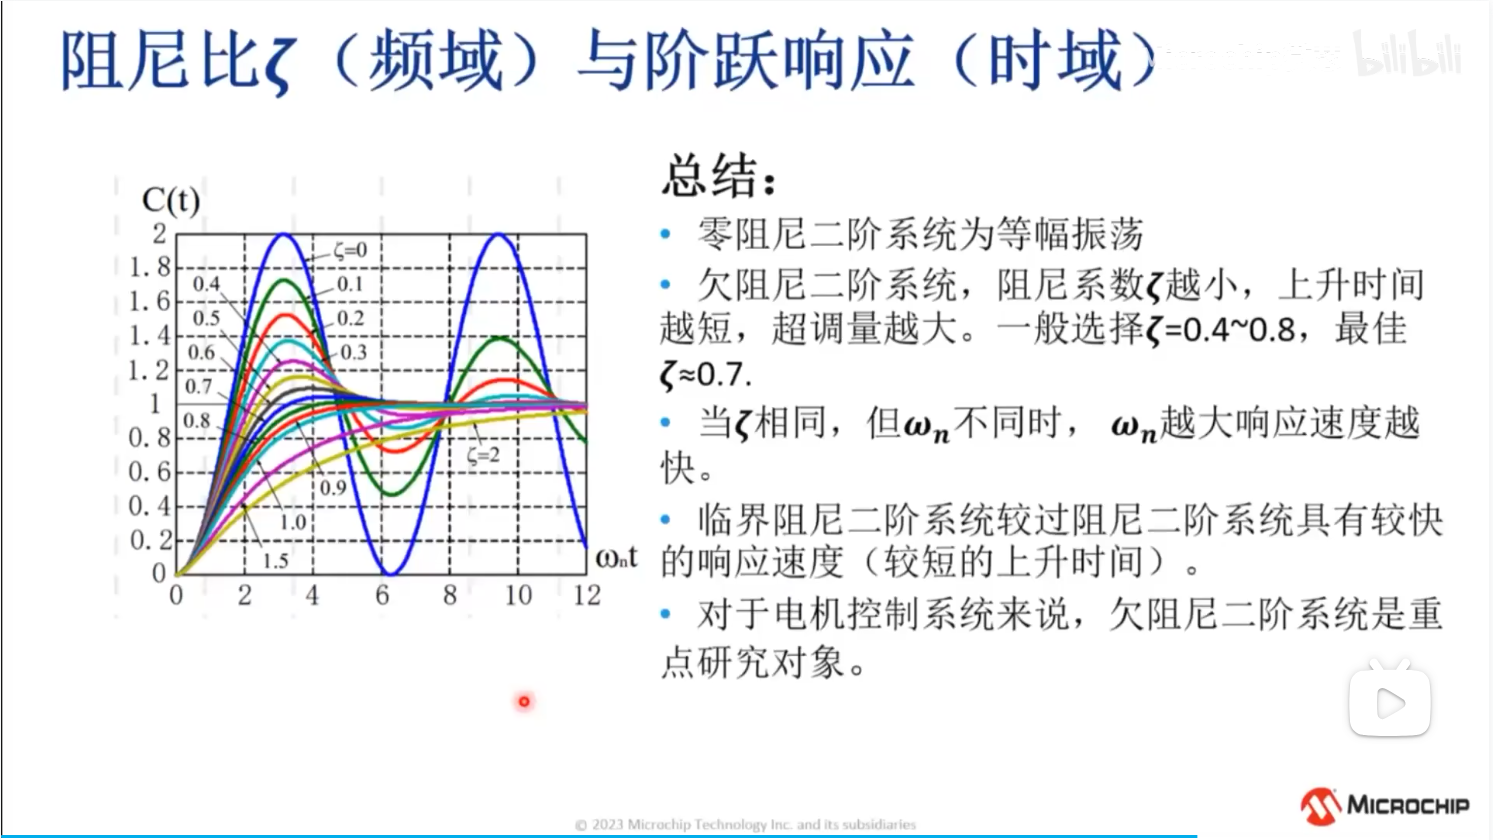 阻尼比ζ（频域）与阶跃响应（时域）
bilibili
总结：
• 零阻尼二阶系统为等幅振荡
• 欠阻尼二阶系统，阻尼系数ζ越小，上升时间
越短，超调量越大。一般选择ζ=0.4~0.8，最佳
ζ≈0.7.
• 当ζ相同，但ωₙ不同时， ωₙ越大响应速度越
快。
• 临界阻尼二阶系统较过阻尼二阶系统具有较快
的响应速度（较短的上升时间）。
• 对于电机控制系统来说，欠阻尼二阶系统是重
点研究对象。
C(t)
2
1.8
1.6
1.4
1.2
1
0.8
0.6
0.4
0.2
0
0 2 4 6 8 10 12
ωₙt
ζ=0
0.1
0.2
0.3
0.4
0.5
0.6
0.7
0.8
0.9
1.0
1.5
ζ=2
MICROCHIP
© 2023 Microchip Technology Inc. and its subsidiaries